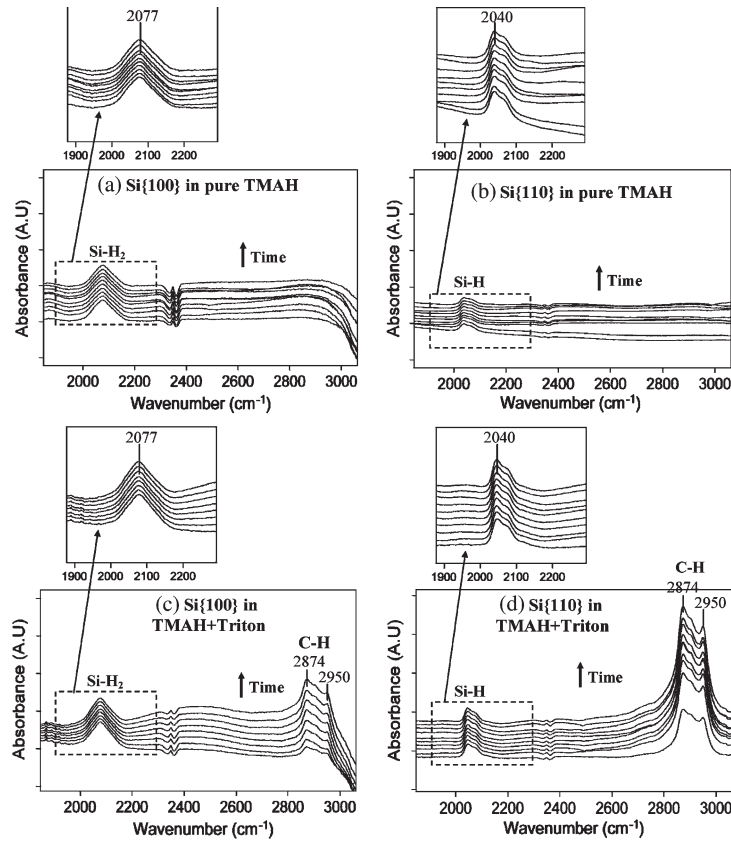 2077
1900 2000 2100 2200
(a) Si{100} in pure TMAH
Si-H2
Time
Absorbance (A.U)
2000 2200 2400 2600 2800 3000
Wavenumber (cm-1)
2040
1900 2000 2100 2200
(b) Si{110} in pure TMAH
Si-H
Time
Absorbance (A.U)
2000 2200 2400 2600 2800 3000
Wavenumber (cm-1)
2077
1900 2000 2100 2200
(c) Si{100} in
TMAH+Triton
C-H
2874
2950
Si-H2
Time
Absorbance (A.U)
2000 2200 2400 2600 2800 3000
Wavenumber (cm-1)
2040
1900 2000 2100 2200
(d) Si{110} in
TMAH+Triton
C-H
2874 2950
Si-H
Time
Absorbance (A.U)
2000 2200 2400 2600 2800 3000
Wavenumber (cm-1)